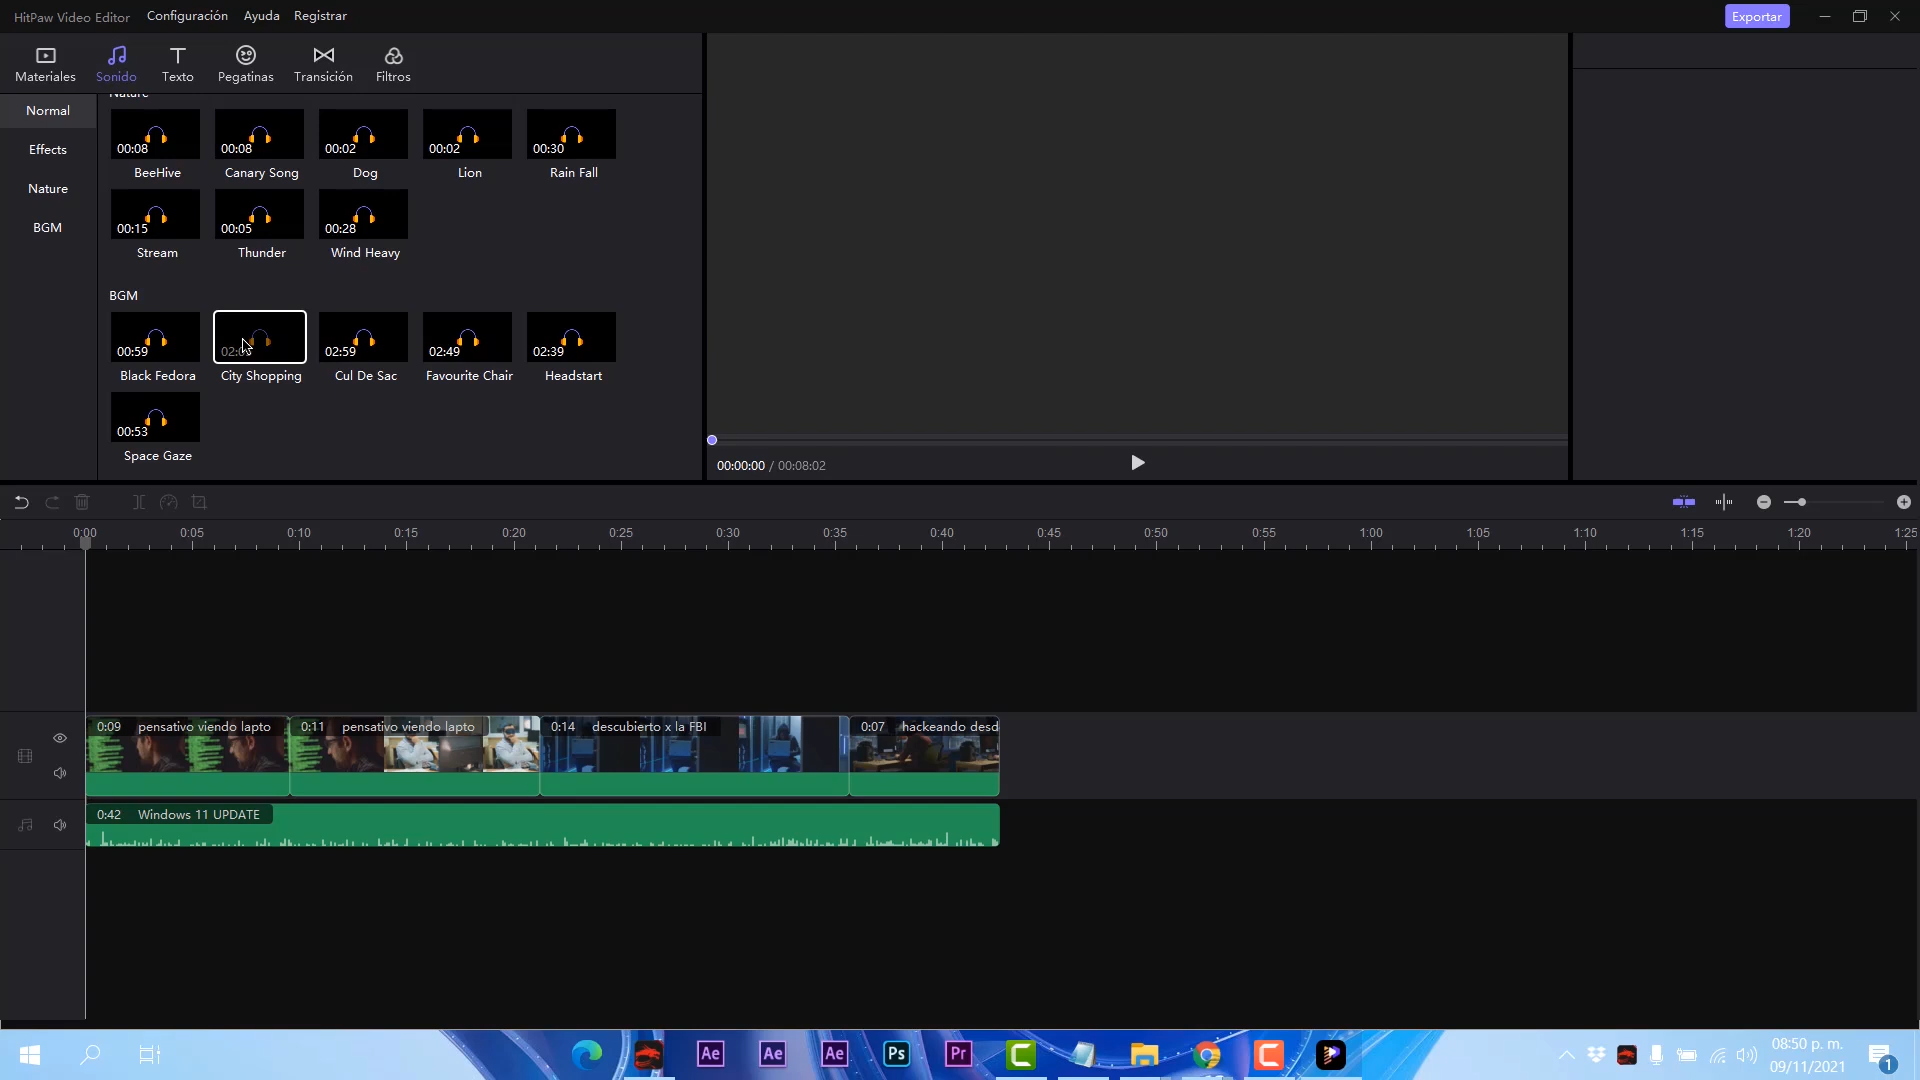 HitPaw Video Editor Configuración Ayuda Registrar Exportar
Materiales Sonido Texto Pegatinas Transición Filtros
Normal
Effects
Nature
BGM
Nature
00:08 00:08 00:02 00:02 00:30
BeeHive Canary Song Dog Lion Rain Fall
00:15 00:05 00:28
Stream Thunder Wind Heavy
BGM
00:59 02:59 02:49 02:39
Black Fedora City Shopping Cul De Sac Favourite Chair Headstart
00:53
Space Gaze
00:00:00 / 00:08:02
0:00 0:05 0:10 0:15 0:20 0:25 0:30 0:35 0:40 0:45 0:50 0:55 1:00 1:05 1:10 1:15 1:20 1:25
0:09 pensativo viendo lapto 0:11 pensativo viendo lapto 0:14 descubierto x la FBI 0:07 hackeando desd
0:42 Windows 11 UPDATE
Ae Ae Ae Ps Pr
08:50 p. m.
09/11/2021
1